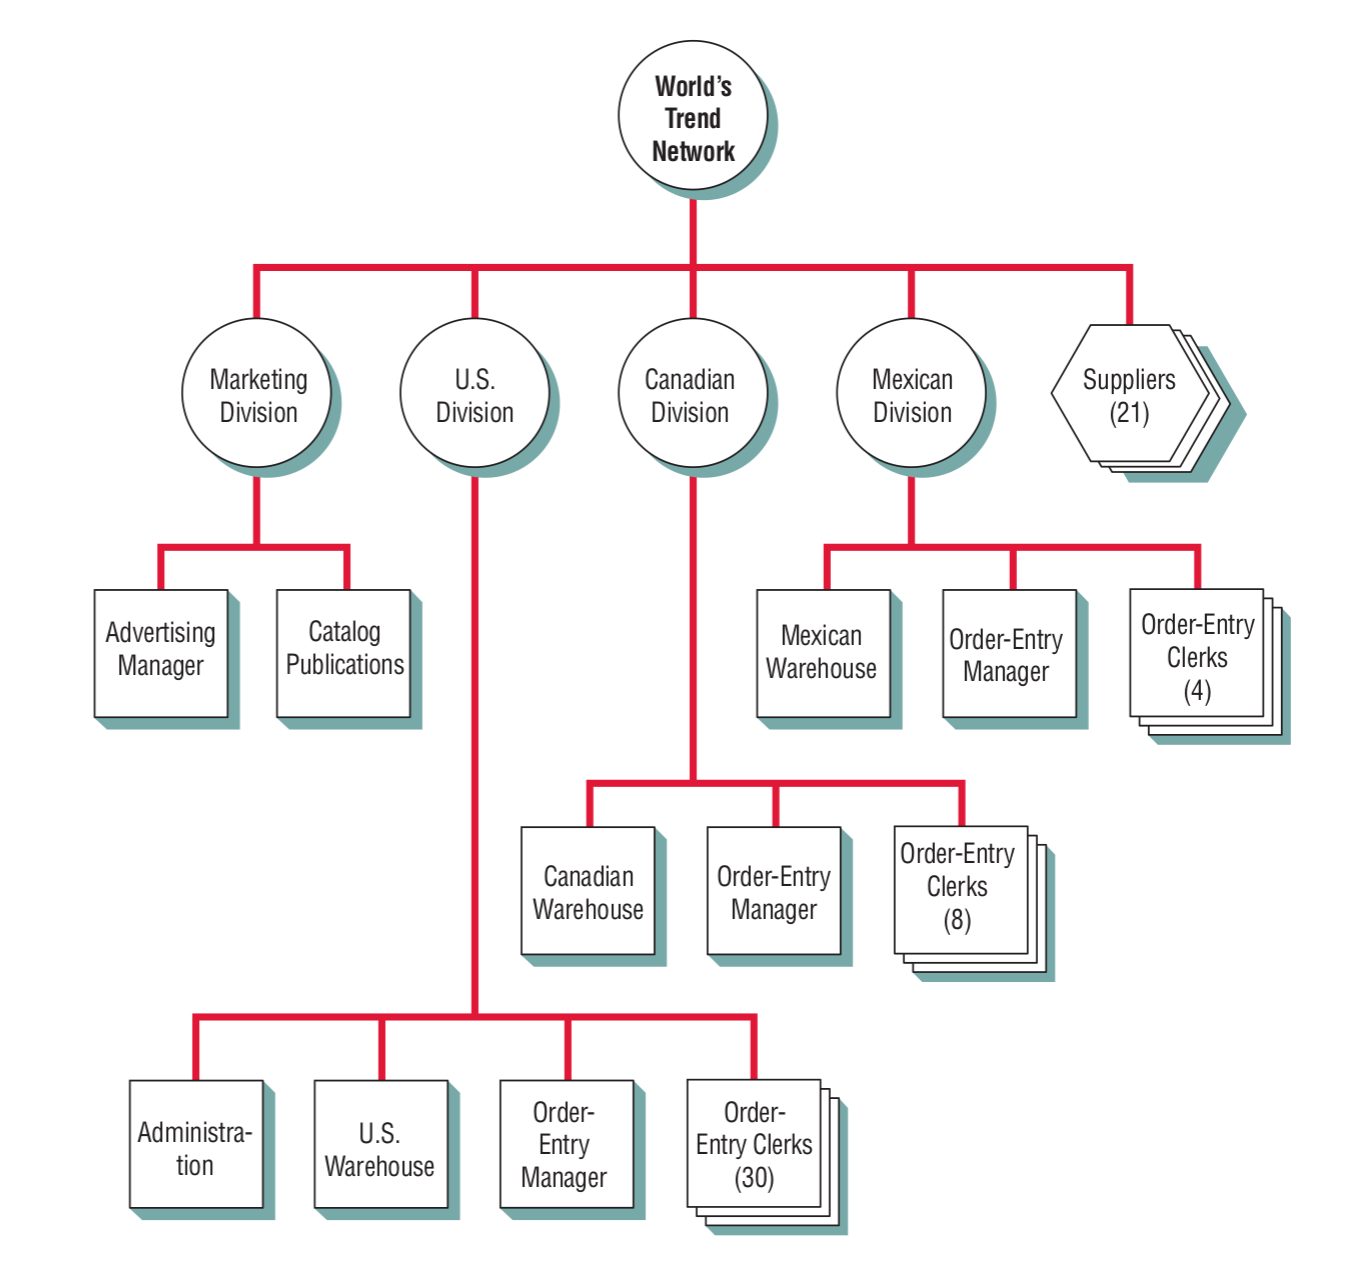 World’s
Trend
Network
Marketing
Division
U.S.
Division
Canadian
Division
Mexican
Division
Suppliers
(21)
Advertising
Manager
Catalog
Publications
Mexican
Warehouse
Order-Entry
Manager
Order-Entry
Clerks
(4)
Canadian
Warehouse
Order-Entry
Manager
Order-Entry
Clerks
(8)
Administra-
tion
U.S.
Warehouse
Order-
Entry
Manager
Order-
Entry Clerks
(30)